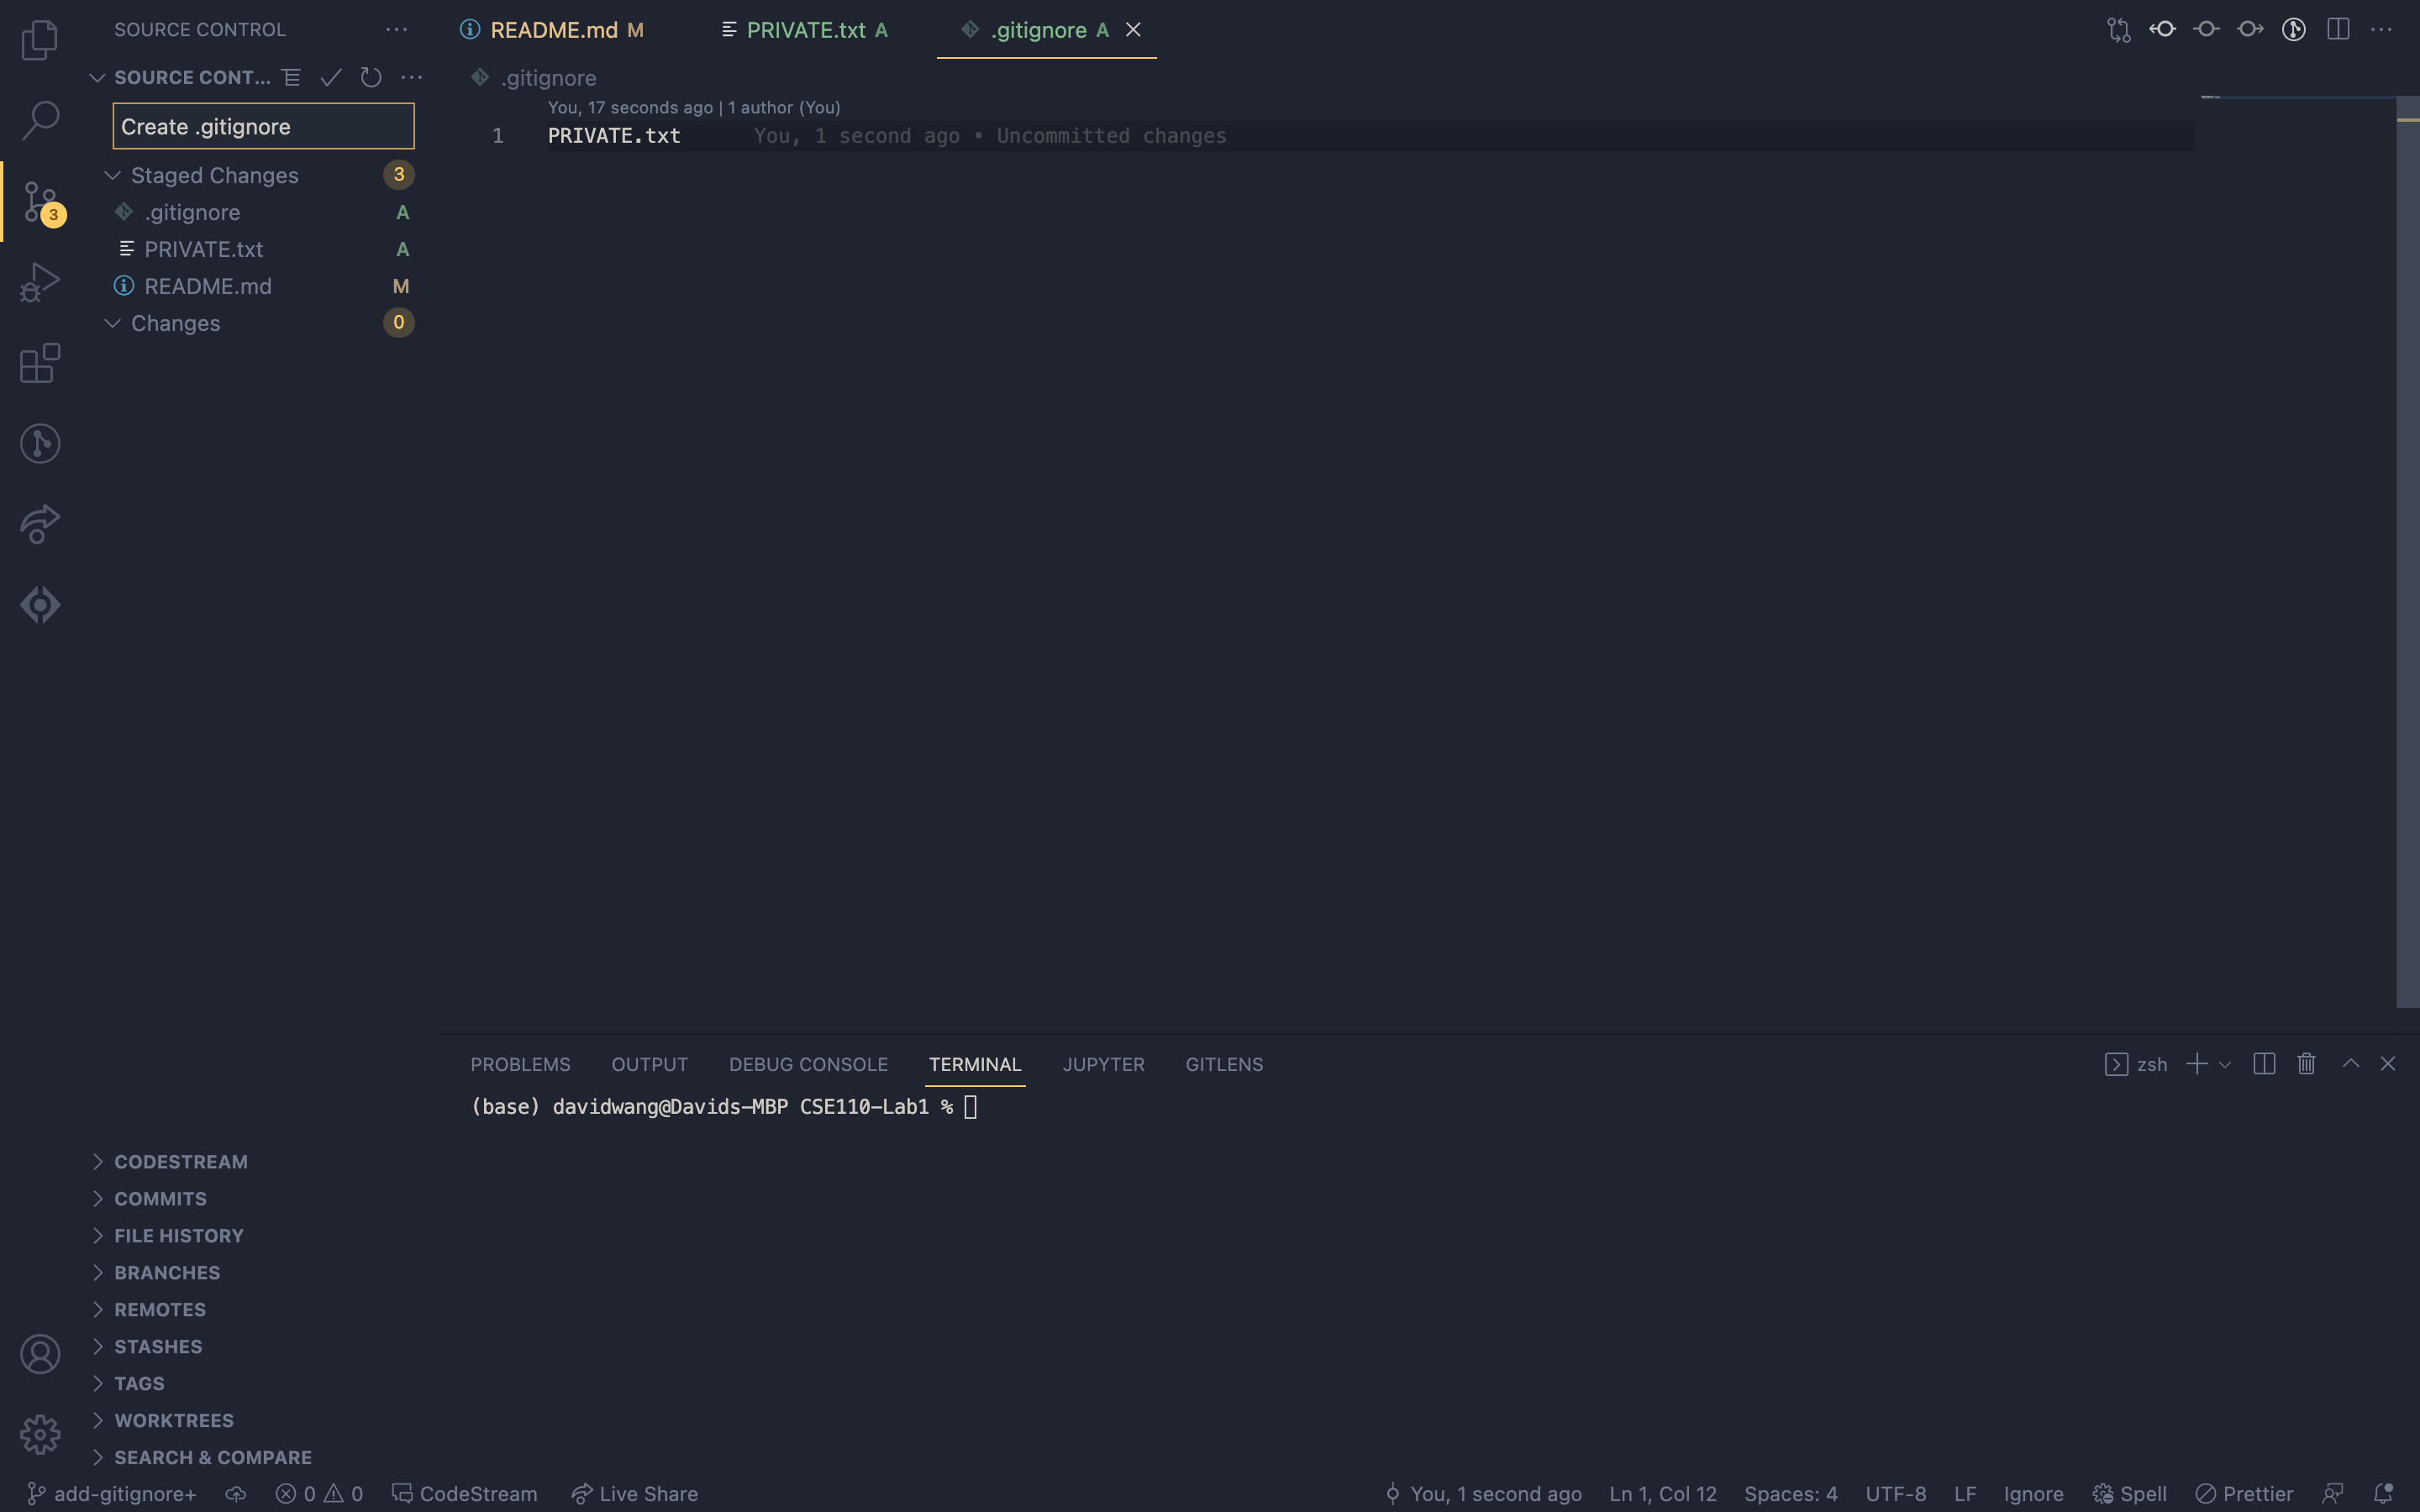 SOURCE CONTROL
README.md M
PRIVATE.txt A
.gitignore A
SOURCE CONT...
.gitignore
You, 17 seconds ago | 1 author (You)
Create .gitignore
1 PRIVATE.txt You, 1 second ago • Uncommitted changes
Staged Changes 3
.gitignore A
3
PRIVATE.txt A
README.md M
Changes 0
PROBLEMS OUTPUT DEBUG CONSOLE TERMINAL JUPYTER GITLENS
zsh
(base) davidwang@Davids-MBP CSE110-Lab1 %
CODESTREAM
COMMITS
FILE HISTORY
BRANCHES
REMOTES
STASHES
TAGS
WORKTREES
SEARCH & COMPARE
add-gitignore+ 0 0 CodeStream Live Share You, 1 second ago Ln 1, Col 12 Spaces: 4 UTF-8 LF Ignore Spell Prettier